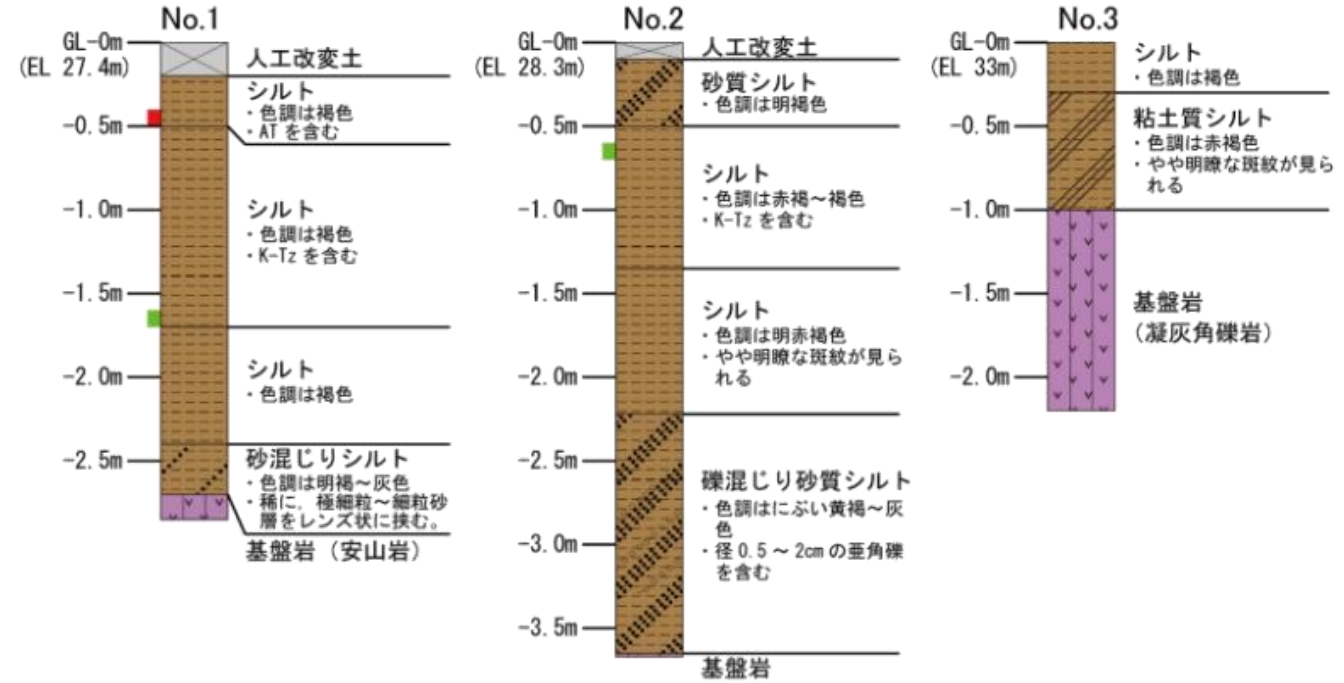 No.1
GL-0m
(EL 27.4m)
-0.5m
-1.0m
-1.5m
-2.0m
-2.5m
人工改変土
シルト
・色調は褐色
・ATを含む
シルト
・色調は褐色
・K-Tzを含む
シルト
・色調は褐色
砂混じりシルト
・色調は明褐~灰色
・稀に,極細粒~細粒砂
層をレンズ状に挟む。
基盤岩(安山岩)
No.2
GL-0m
(EL 28.3m)
-0.5m
-1.0m
-1.5m
-2.0m
-2.5m
-3.0m
-3.5m
人工改変土
砂質シルト
・色調は明褐色
シルト
・色調は赤褐~褐色
・K-Tzを含む
シルト
・色調は明赤褐色
・やや明瞭な斑紋が見ら
れる
礫混じり砂質シルト
・色調はにぶい黄褐~灰
色
・径0.5~2cmの亜角礫
を含む
基盤岩
No.3
GL-0m
(EL 33m)
-0.5m
-1.0m
-1.5m
-2.0m
シルト
・色調は褐色
粘土質シルト
・色調は赤褐色
・やや明瞭な斑紋が見ら
れる
基盤岩
(凝灰角礫岩)